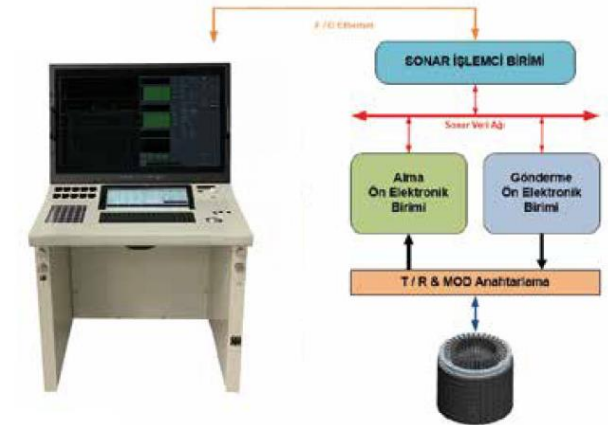 F / O Ethernet
SONAR İŞLEMCİ BİRİMİ
Sonar Veri Ağı
Alma
Ön Elektronik
Birimi
Gönderme
Ön Elektronik
Birimi
T / R & MOD Anahtarlama